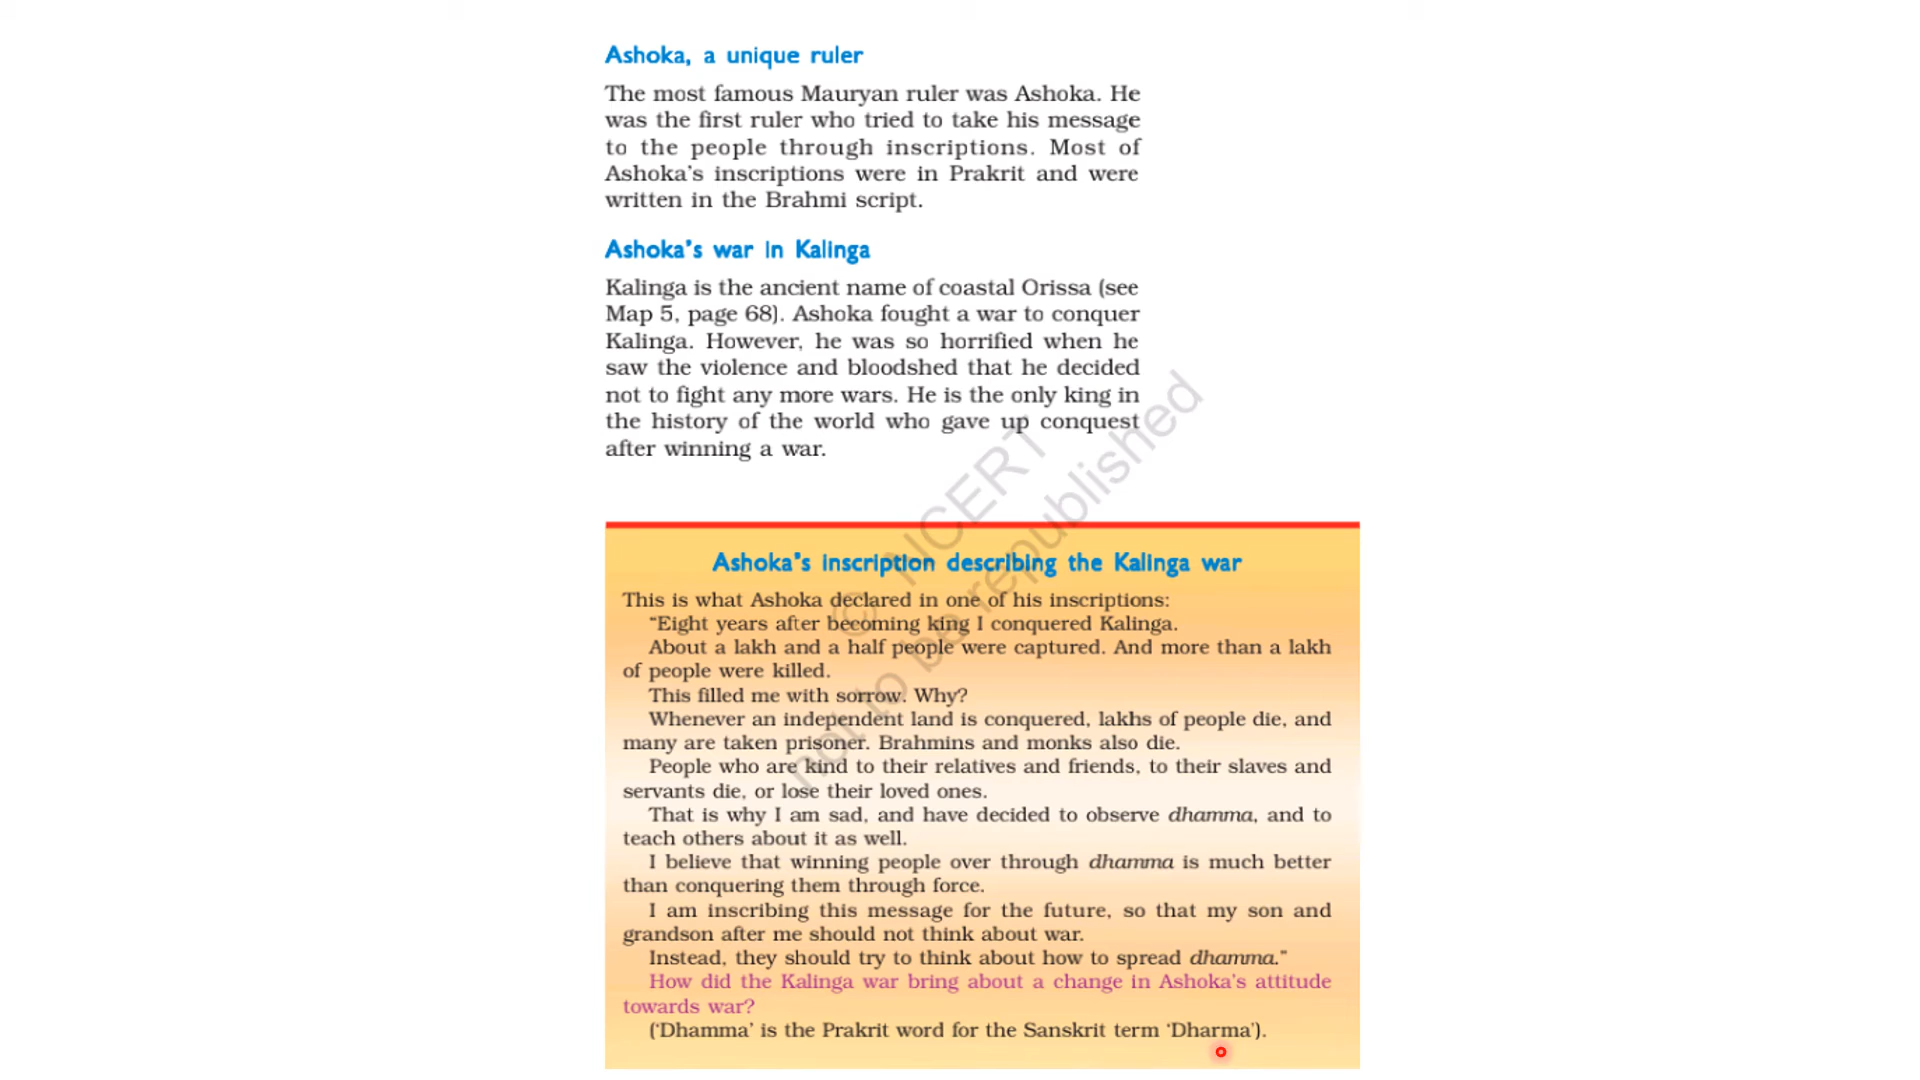 Ashoka, a unique ruler
The most famous Mauryan ruler was Ashoka. He
was the first ruler who tried to take his message
to the people through inscriptions. Most of
Ashoka's inscriptions were in Prakrit and were
written in the Brahmi script.
Ashoka's war in Kalinga
Kalinga is the ancient name of coastal Orissa (see
Map 5, page 68). Ashoka fought a war to conquer
Kalinga. However, he was so horrified when he
saw the violence and bloodshed that he decided
not to fight any more wars. He is the only king in
the history of the world who gave up conquest
after winning a war.
© NCERT
not to be republished
Ashoka's inscription describing the Kalinga war
This is what Ashoka declared in one of his inscriptions:
“Eight years after becoming king I conquered Kalinga.
About a lakh and a half people were captured. And more than a lakh
of people were killed.
This filled me with sorrow. Why?
Whenever an independent land is conquered, lakhs of people die, and
many are taken prisoner. Brahmins and monks also die.
People who are kind to their relatives and friends, to their slaves and
servants die, or lose their loved ones.
That is why I am sad, and have decided to observe dhamma, and to
teach others about it as well.
I believe that winning people over through dhamma is much better
than conquering them through force.
I am inscribing this message for the future, so that my son and
grandson after me should not think about war.
Instead, they should try to think about how to spread dhamma.”
How did the Kalinga war bring about a change in Ashoka's attitude
towards war?
(‘Dhamma’ is the Prakrit word for the Sanskrit term ‘Dharma’).